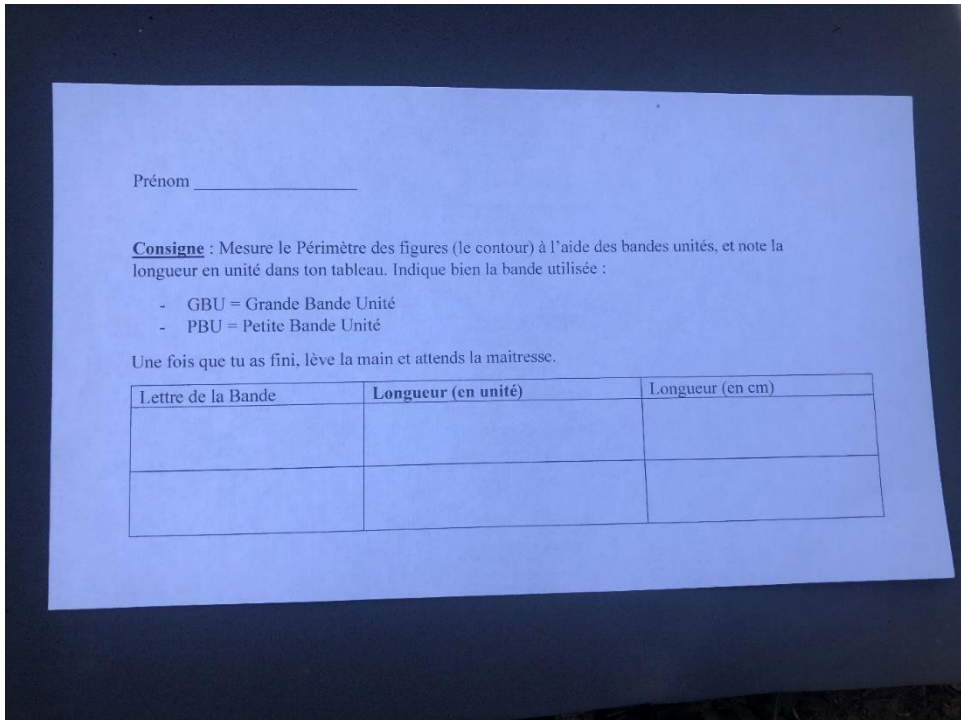 Prénom
Consigne : Mesure le Périmètre des figures (le contour) à l'aide des bandes unités, et note la
longueur en unité dans ton tableau. Indique bien la bande utilisée :
- GBU = Grande Bande Unité
- PBU = Petite Bande Unité
Une fois que tu as fini, lève la main et attends la maitresse.
Lettre de la Bande Longueur (en unité) Longueur (en cm)